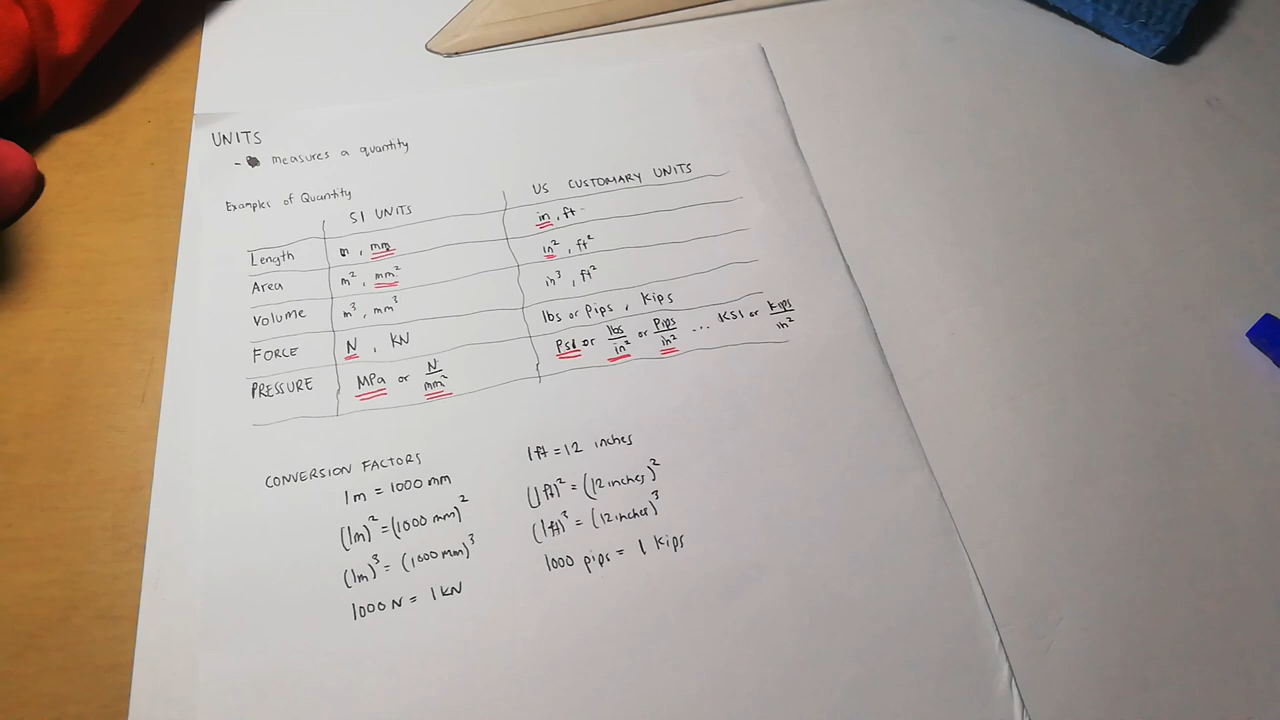 UNITS
- measures a quantity
Examples of Quantity
SI UNITS US CUSTOMARY UNITS
Length m , mm in , ft
Area m² , mm² in² , ft²
Volume m³ , mm³ in³ , ft²
FORCE N , KN lbs or Pips , Kips
PRESSURE MPa or N/mm² Psi or lbs/in² or Pips/in² ... KSI or Kips/in²
CONVERSION FACTORS
1m = 1000 mm
(1m)² = (1000 mm)²
(1m)³ = (1000 mm)³
1000 N = 1 KN
1ft = 12 inches
(1ft)² = (12 inches)²
(1ft)³ = (12 inches)³
1000 pips = 1 Kips